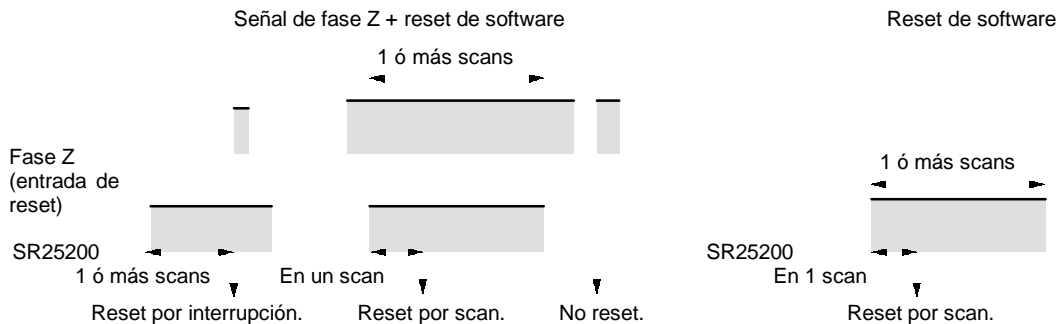 Señal de fase Z + reset de software
Reset de software
1 ó más scans
Fase Z
(entrada de
reset)
1 ó más scans
SR25200
SR25200
1 ó más scans
En un scan
En 1 scan
Reset por interrupción.
Reset por scan.
No reset.
Reset por scan.